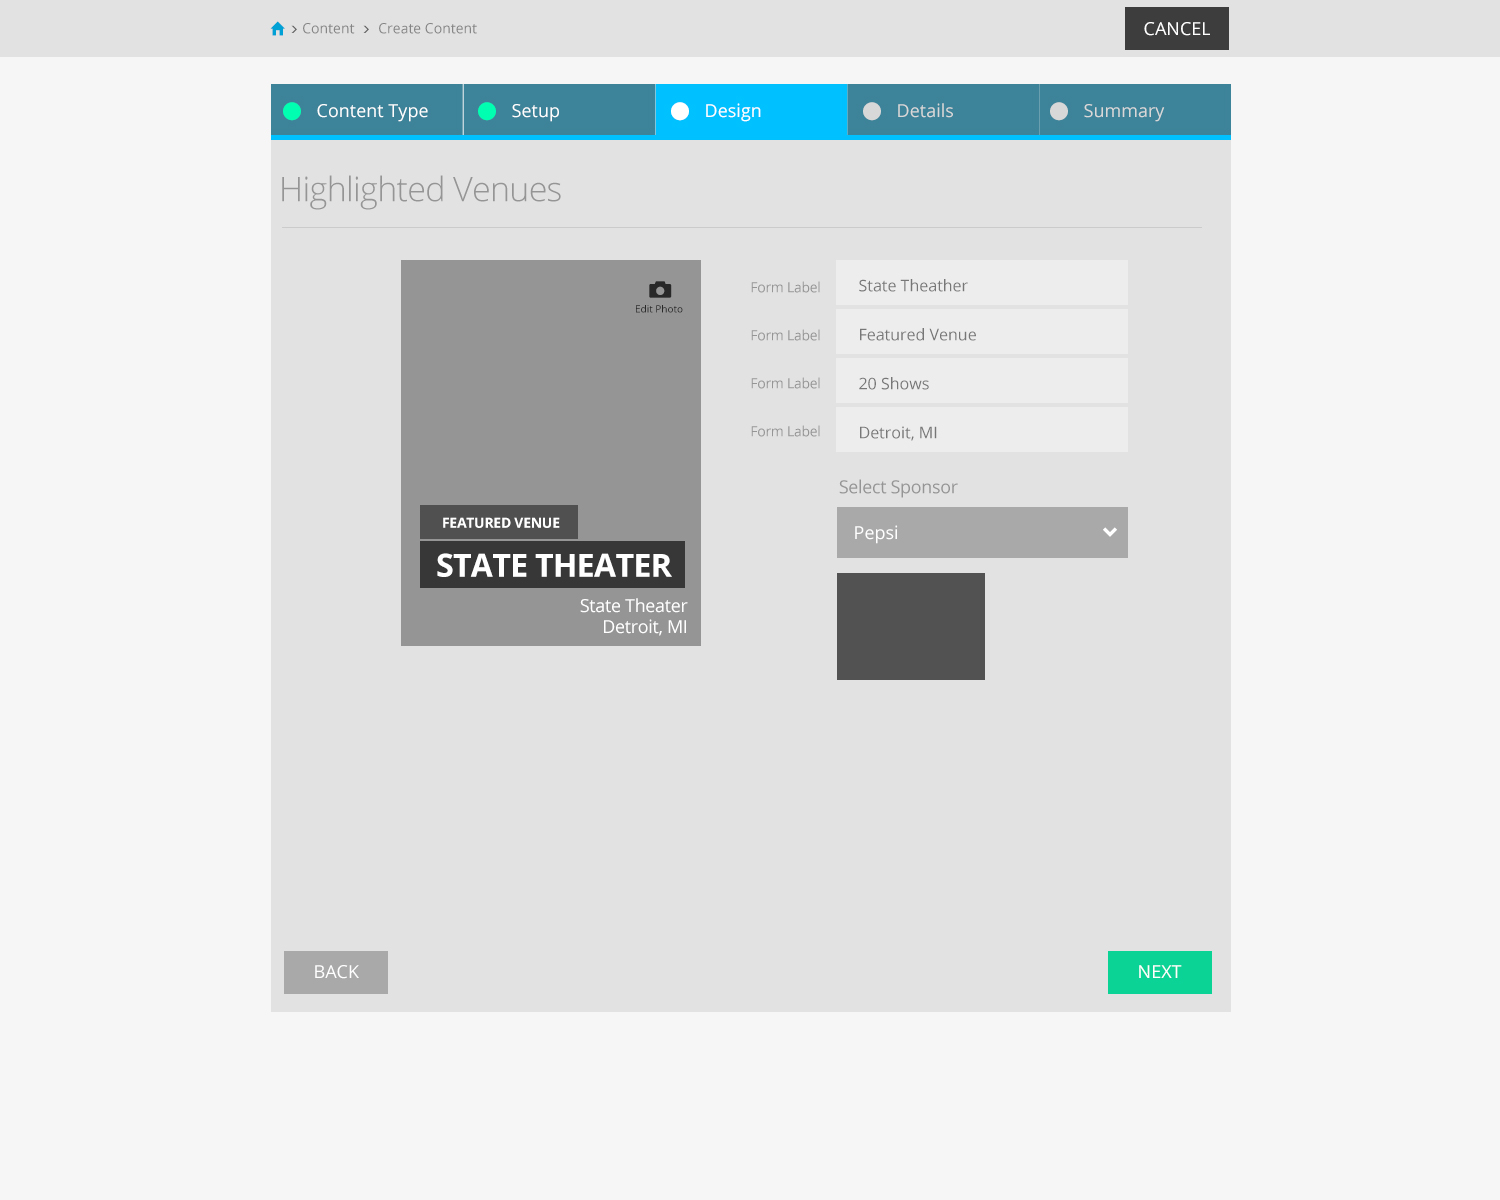 Content
Create Content
CANCEL
Content Type
Setup
Design
Details
Summary
Highlighted Venues
Edit Photo
FEATURED VENUE
STATE THEATER
State Theater
Detroit, MI
Form Label
State Theather
Form Label
Featured Venue
Form Label
20 Shows
Form Label
Detroit, MI
Select Sponsor
Pepsi
BACK
NEXT